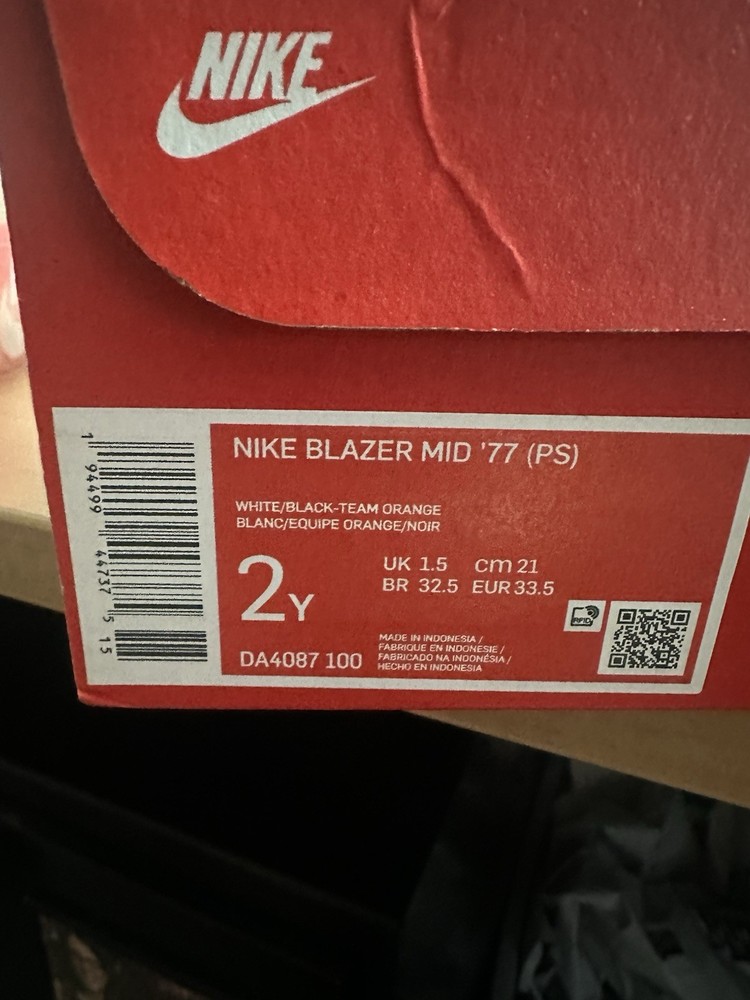 NIKE
NIKE BLAZER MID '77 (PS)
WHITE/BLACK-TEAM ORANGE
BLANC/EQUIPE ORANGE/NOIR
2Y
UK 1.5 cm 21
BR 32.5 EUR 33.5
RFID
DA4087 100
MADE IN INDONESIA /
FABRIQUE EN INDONESIE /
FABRICADO NA INDONÉSIA /
HECHO EN INDONESIA
1 94499 44737 5 15